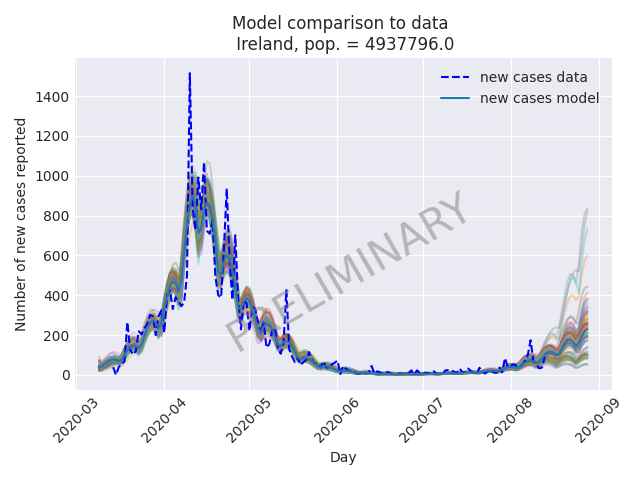 Model comparison to data
Ireland, pop. = 4937796.0
new cases data
new cases model
Number of new cases reported
1400
1200
1000
800
600
400
200
0
PRELIMINARY
2020-03
2020-04
2020-05
2020-06
2020-07
2020-08
2020-09
Day